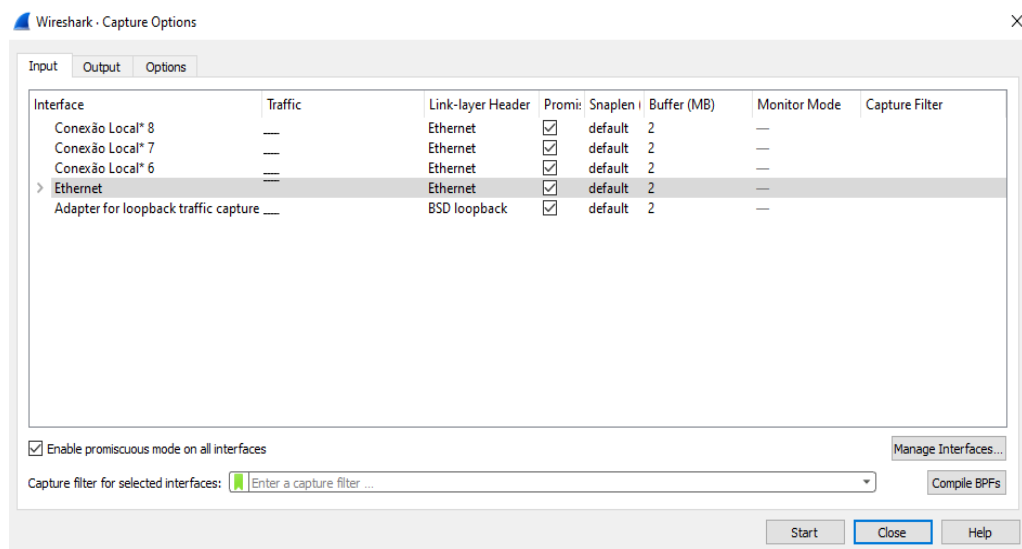 Wireshark · Capture Options
Input Output Options
Interface Traffic Link-layer Header Promi: Snaplen ( Buffer (MB) Monitor Mode Capture Filter
Conexão Local* 8 Ethernet default 2 —
Conexão Local* 7 Ethernet default 2 —
Conexão Local* 6 Ethernet default 2 —
Ethernet Ethernet default 2 —
Adapter for loopback traffic capture BSD loopback default 2 —
Enable promiscuous mode on all interfaces Manage Interfaces...
Capture filter for selected interfaces: Enter a capture filter ... Compile BPFs
Start Close Help